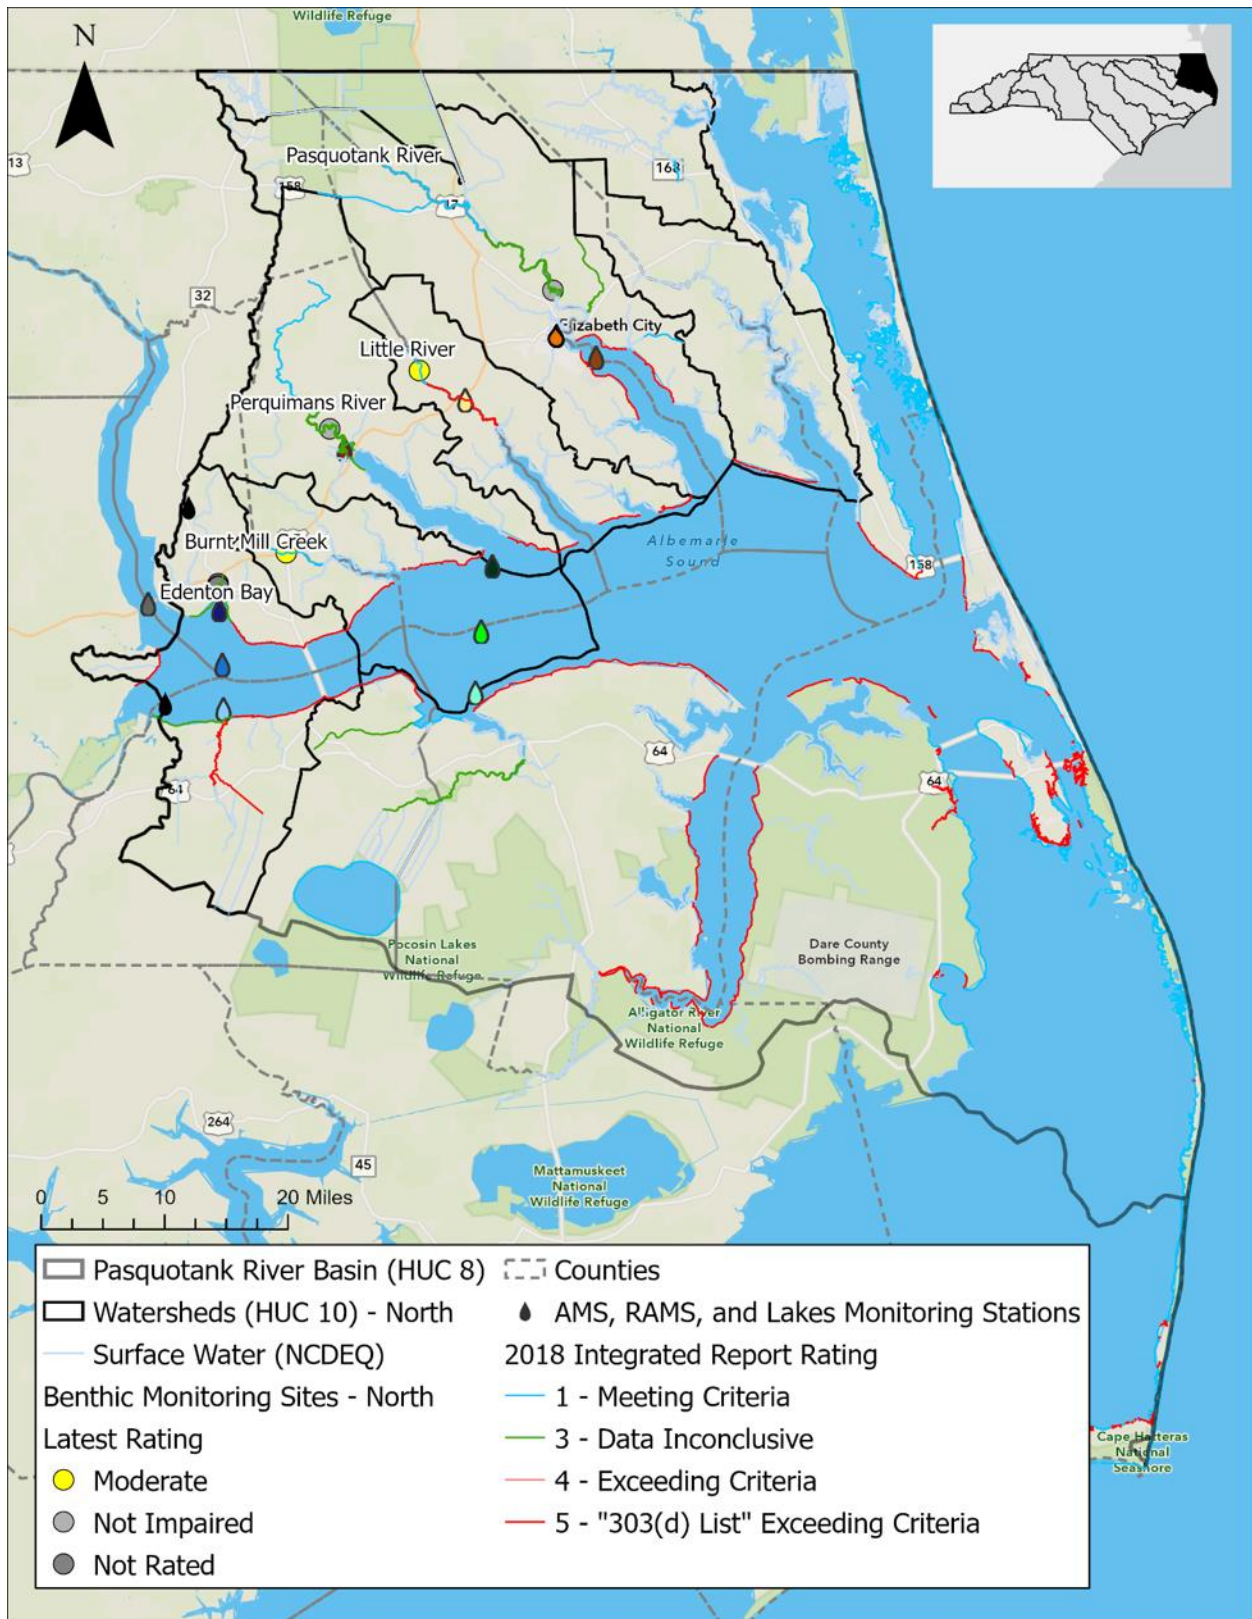 Wildlife Refuge
N
13
Pasquotank River
168
158
17
32
Elizabeth City
Little River
Perquimans River
Albemarle
Sound
Burnt Mill Creek
158
Edenton Bay
64
64
64
Pocosin Lakes
National
Wildlife Refuge
Dare County
Bombing Range
Alligator River
National
Wildlife Refuge
264
45
Mattamuskeet
National
Wildlife Refuge
0 5 10 20 Miles
Pasquotank River Basin (HUC 8)
Watersheds (HUC 10) - North
Surface Water (NCDEQ)
Benthic Monitoring Sites - North
Latest Rating
Moderate
Not Impaired
Not Rated
Counties
AMS, RAMS, and Lakes Monitoring Stations
2018 Integrated Report Rating
1 - Meeting Criteria
3 - Data Inconclusive
4 - Exceeding Criteria
5 - "303(d) List" Exceeding Criteria
Cape Hatteras
National
Seashore